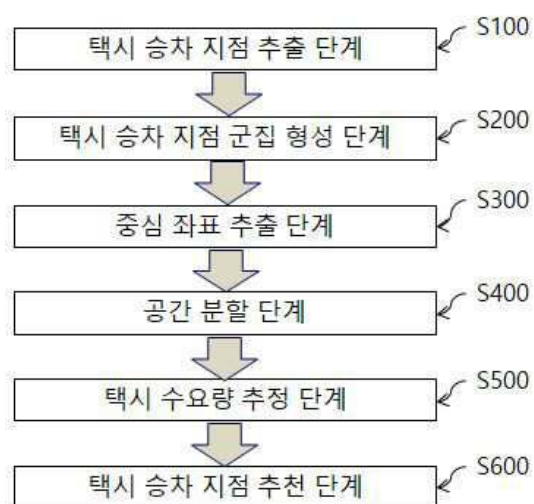 S100
택시 승차 지점 추출 단계
S200
택시 승차 지점 군집 형성 단계
S300
중심 좌표 추출 단계
S400
공간 분할 단계
S500
택시 수요량 추정 단계
S600
택시 승차 지점 추천 단계